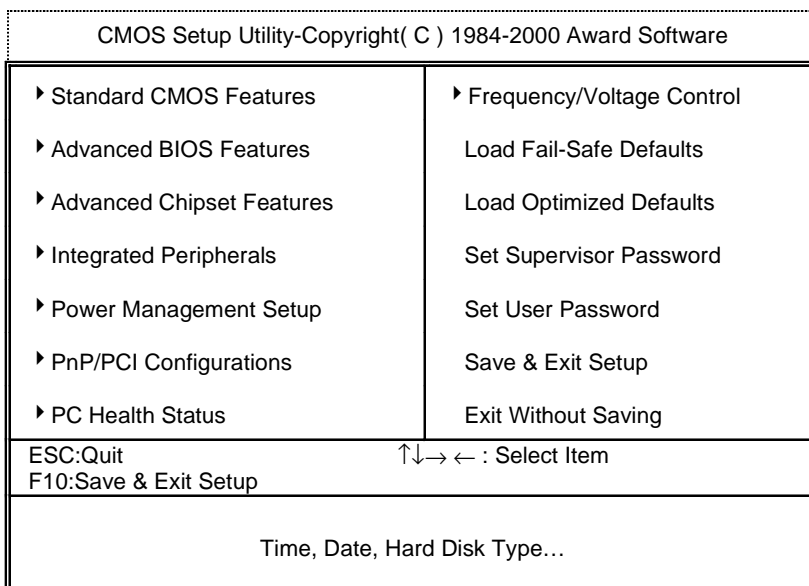 CMOS Setup Utility-Copyright( C ) 1984-2000 Award Software
Standard CMOS Features
Advanced BIOS Features
Advanced Chipset Features
Integrated Peripherals
Power Management Setup
PnP/PCI Configurations
PC Health Status
Frequency/Voltage Control
Load Fail-Safe Defaults
Load Optimized Defaults
Set Supervisor Password
Set User Password
Save & Exit Setup
Exit Without Saving
ESC:Quit ↑↓→ ← : Select Item
F10:Save & Exit Setup
Time, Date, Hard Disk Type…